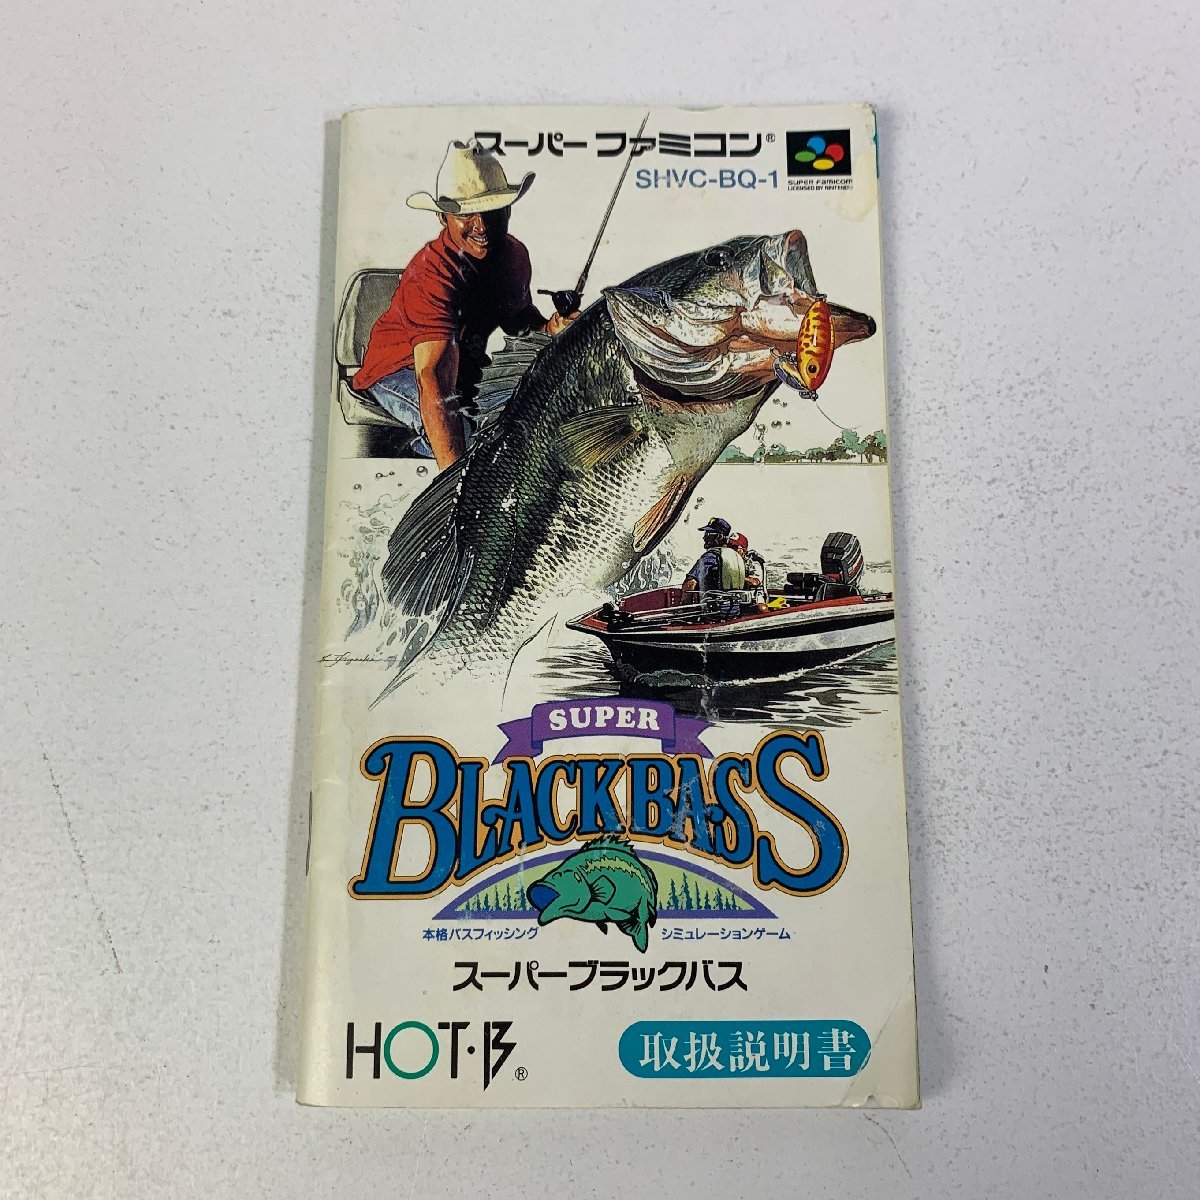 スーパーファミコン®
SHVC-BQ-1
SUPER FAMICOM
LICENSED BY NINTENDO
SUPER
BLACKBASS
本格バスフィッシング シミュレーションゲーム
スーパーブラックバス
HOT・B®
取扱説明書